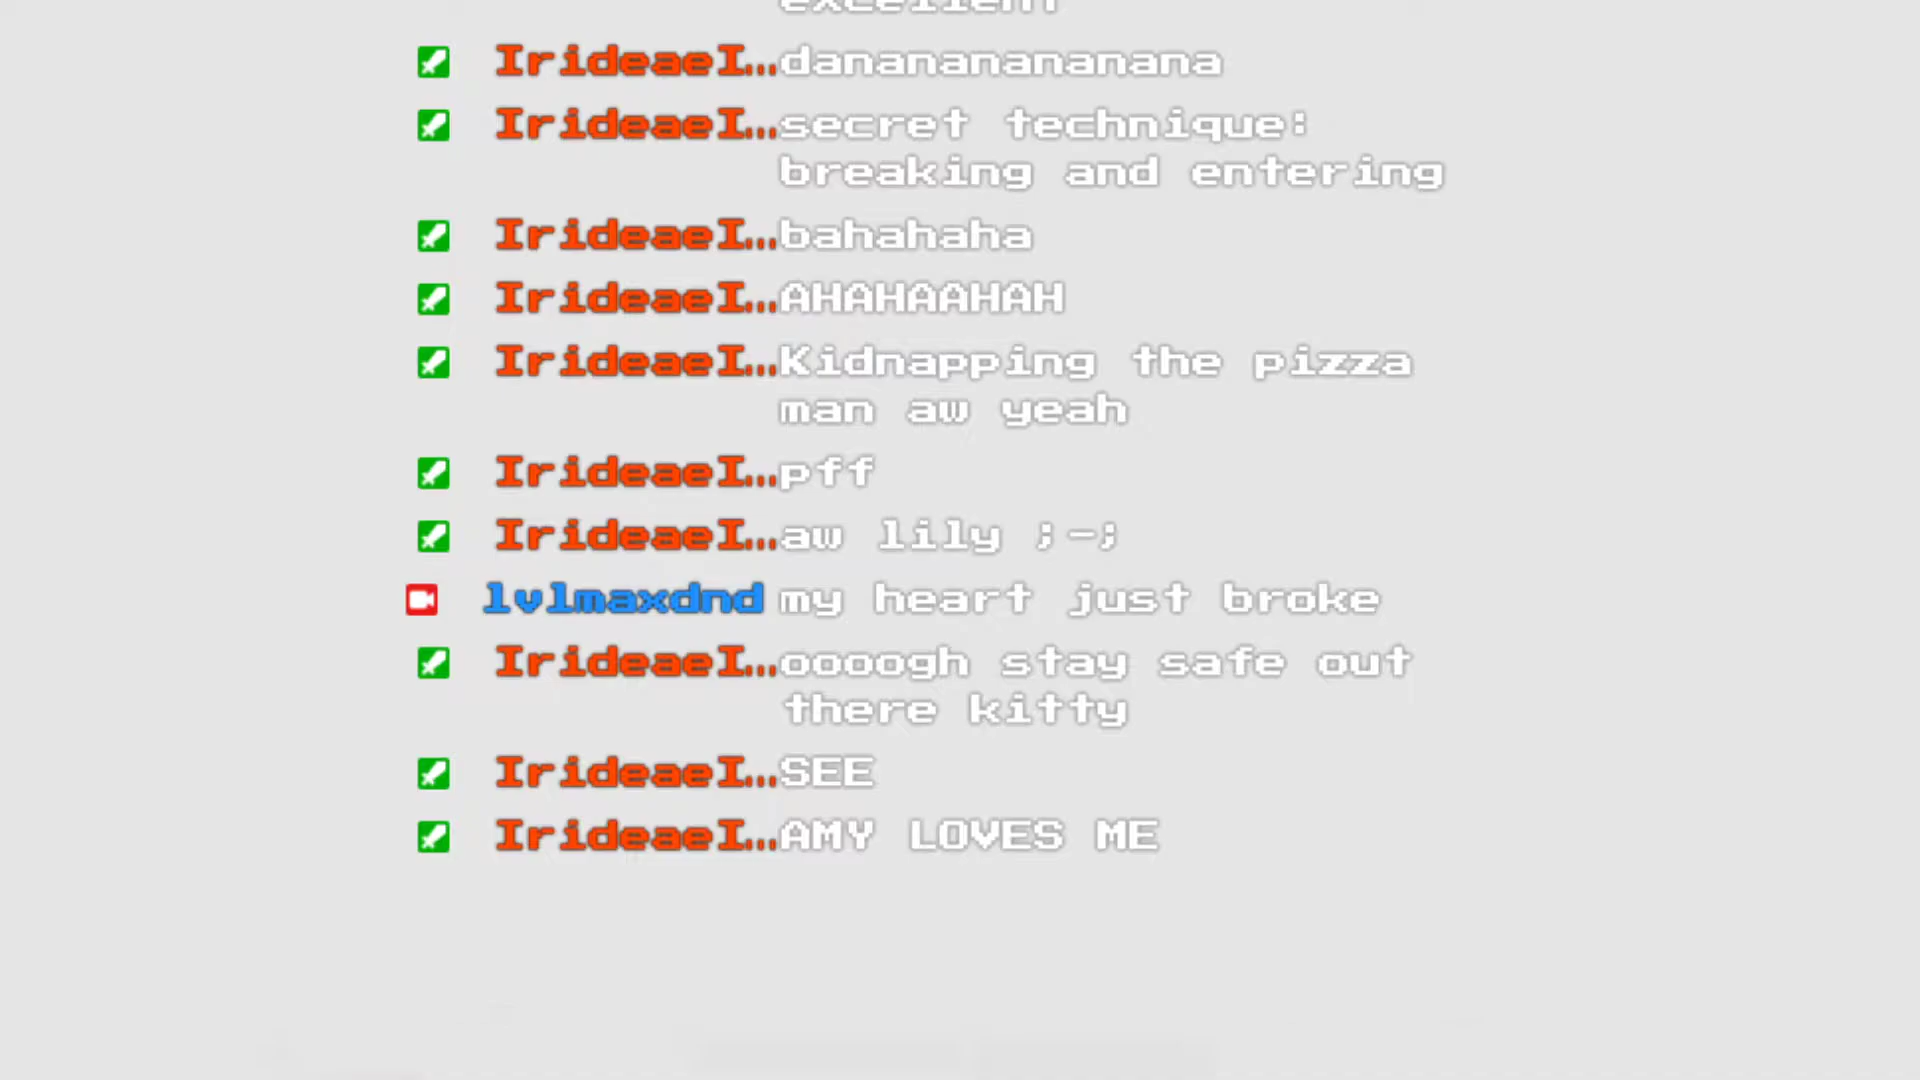 excellent
IrideaeI...dananananananana
IrideaeI...secret technique:
breaking and entering
IrideaeI...bahahaha
IrideaeI...AHAHAAHAH
IrideaeI...Kidnapping the pizza
man aw yeah
IrideaeI...pff
IrideaeI...aw lily ;-;
lvlmaxdnd my heart just broke
IrideaeI...oooogh stay safe out
there kitty
IrideaeI...SEE
IrideaeI...AMY LOVES ME